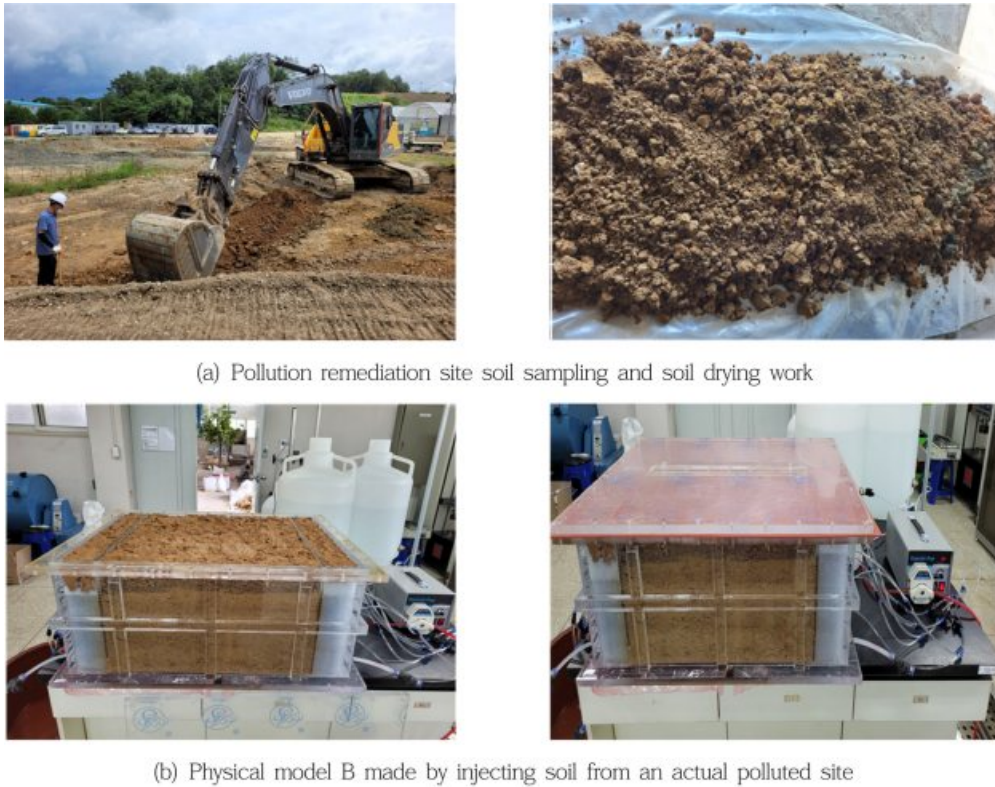 (a) Pollution remediation site soil sampling and soil drying work
(b) Physical model B made by injecting soil from an actual polluted site